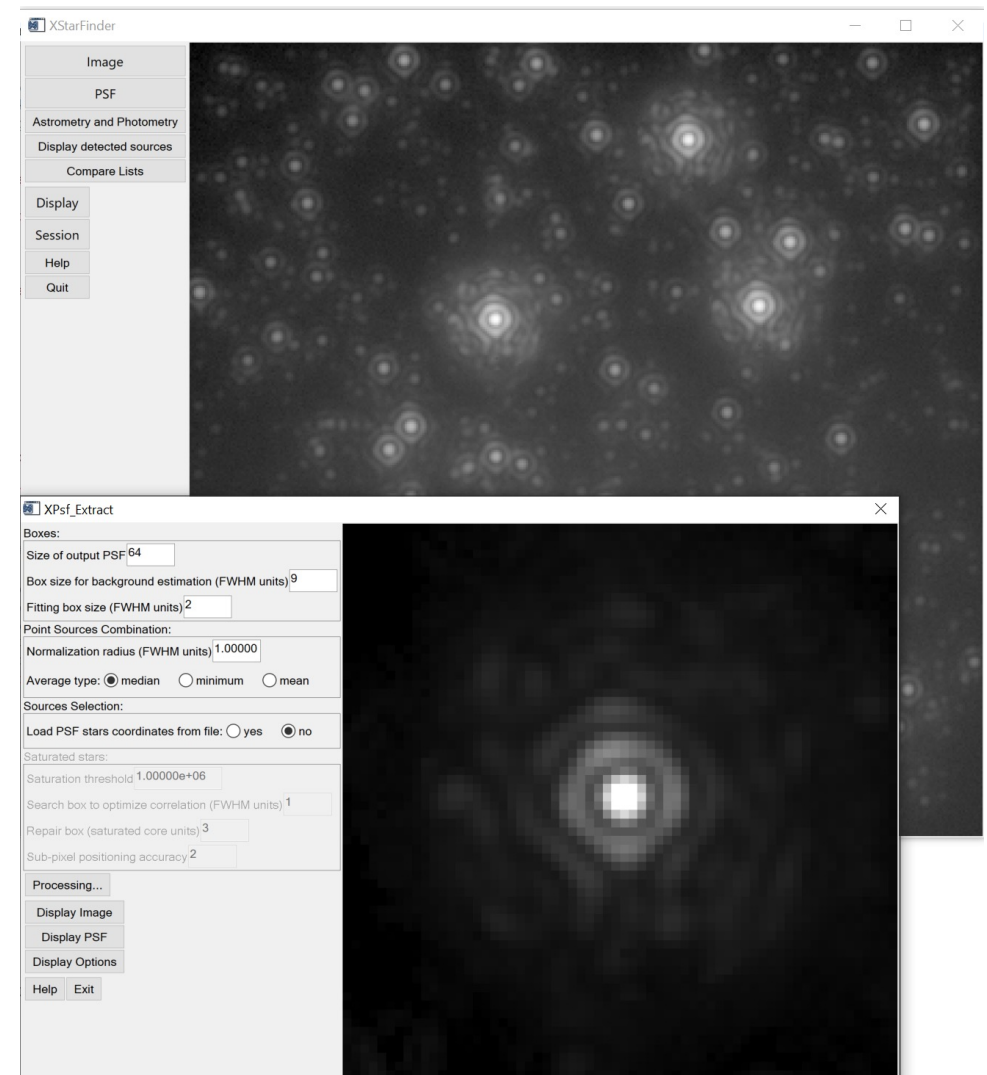 XStarFinder
Image
PSF
Astrometry and Photometry
Display detected sources
Compare Lists
Display
Session
Help
Quit
XPsf_Extract
Boxes:
Size of output PSF 64
Box size for background estimation (FWHM units) 9
Fitting box size (FWHM units) 2
Point Sources Combination:
Normalization radius (FWHM units) 1.00000
Average type: median minimum mean
Sources Selection:
Load PSF stars coordinates from file: yes no
Saturated stars:
Saturation threshold 1.00000e+06
Search box to optimize correlation (FWHM units) 1
Repair box (saturated core units) 3
Sub-pixel positioning accuracy 2
Processing...
Display Image
Display PSF
Display Options
Help Exit